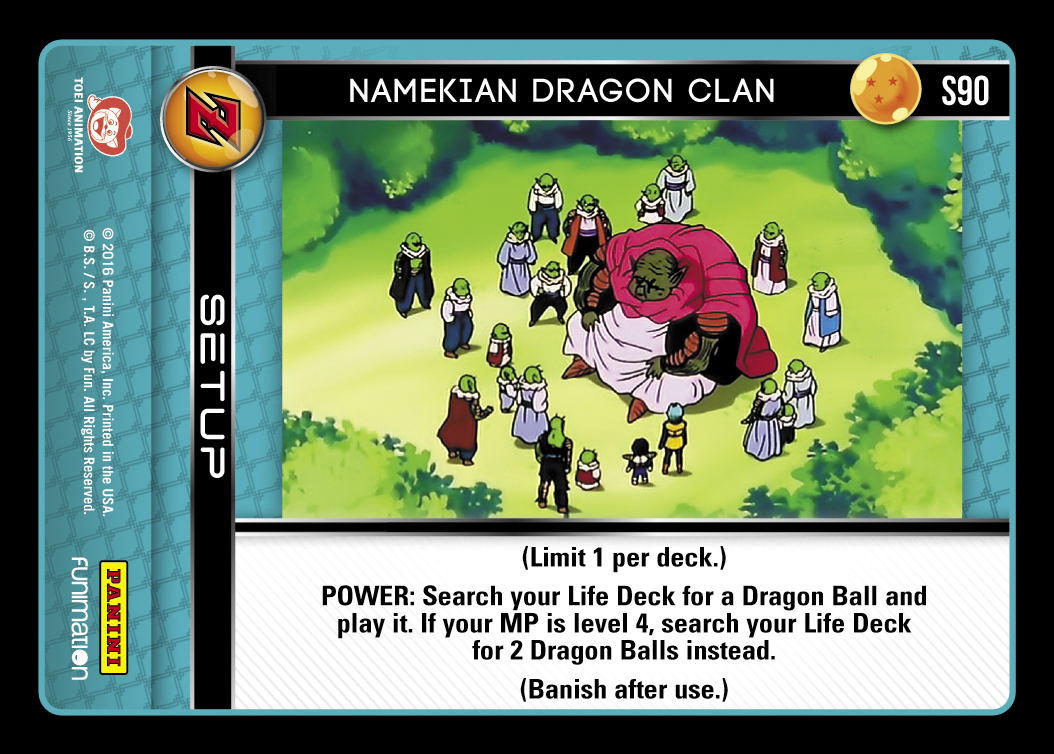 NAMEKIAN DRAGON CLAN
S90
SETUP
(Limit 1 per deck.)
POWER: Search your Life Deck for a Dragon Ball and
play it. If your MP is level 4, search your Life Deck
for 2 Dragon Balls instead.
(Banish after use.)
TOEI ANIMATION
Since 1956
© 2016 Panini America, Inc. Printed in the USA.
© B.S. / S. , T.A. LC by Fun. All Rights Reserved.
PANINI
FUNIMATION